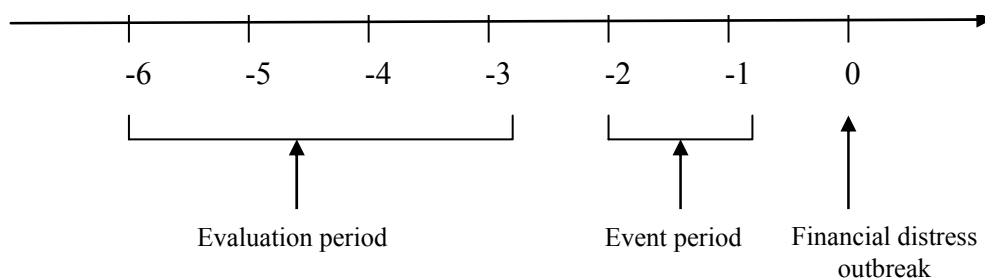 -6 -5 -4 -3 -2 -1 0
Evaluation period Event period Financial distress
outbreak